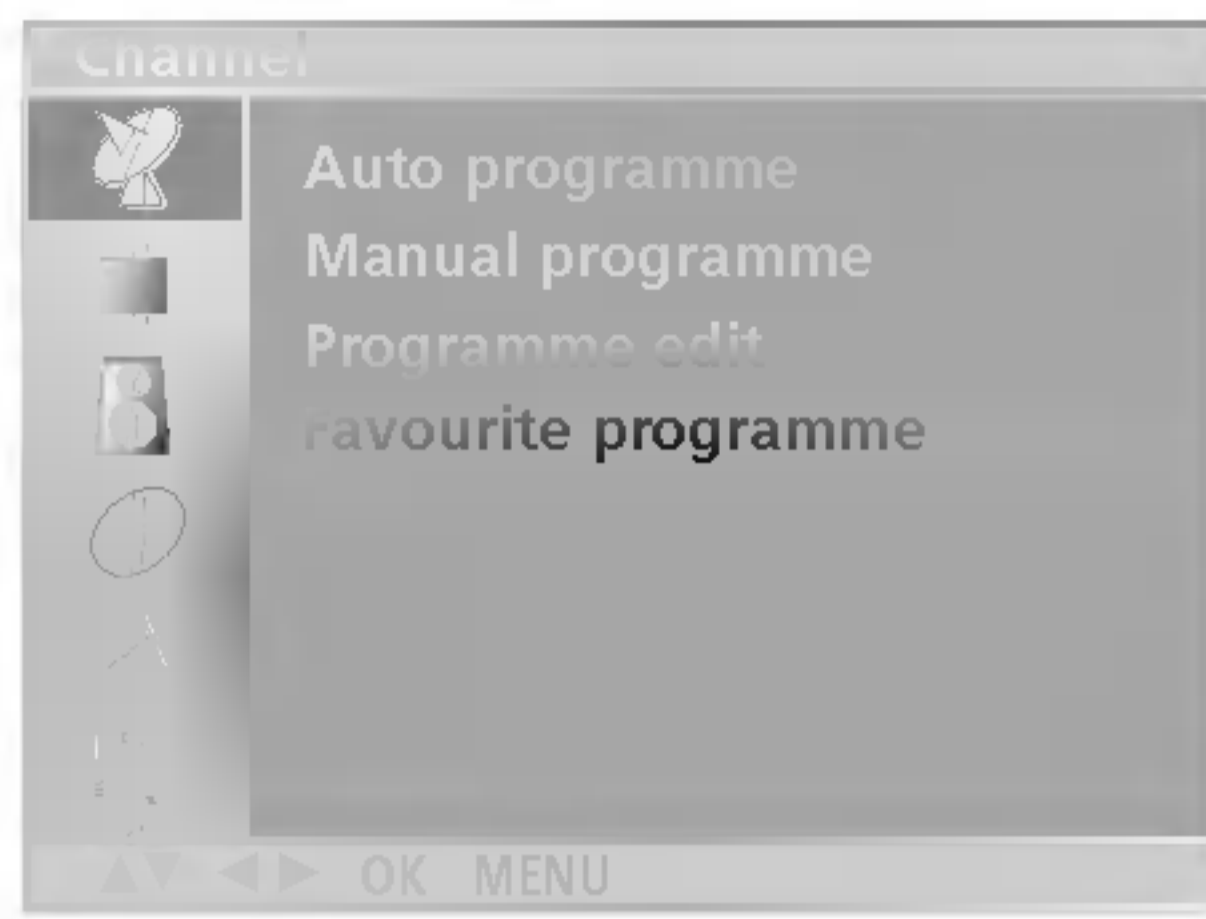 Channel
Auto programme
Manual programme
Programme edit
Favourite programme
▲▼ ◀ ▶ OK MENU